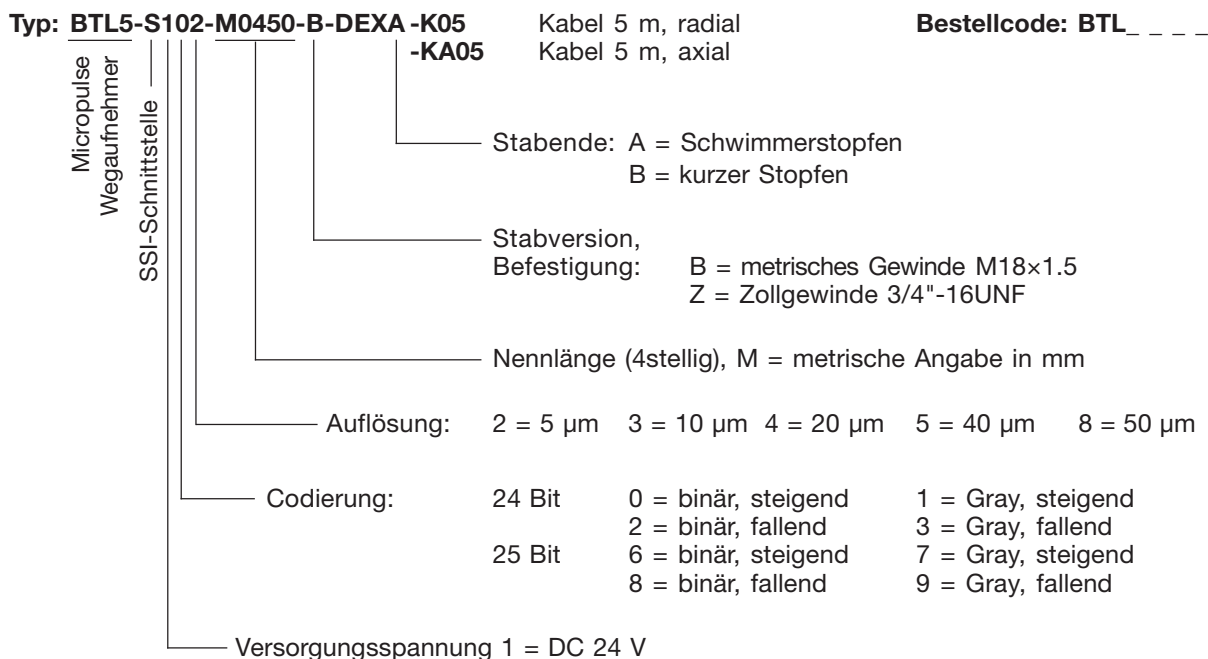 Typ: BTL5-S102-M0450-B-DEXA -K05 Kabel 5 m, radial Bestellcode: BTL_ _ _ _
-KA05 Kabel 5 m, axial
Micropulse
Wegaufnehmer
SSI-Schnittstelle
Stabende: A = Schwimmerstopfen
B = kurzer Stopfen
Stabversion,
Befestigung: B = metrisches Gewinde M18×1.5
Z = Zollgewinde 3/4"-16UNF
Nennlänge (4stellig), M = metrische Angabe in mm
Auflösung: 2 = 5 µm 3 = 10 µm 4 = 20 µm 5 = 40 µm 8 = 50 µm
Codierung: 24 Bit 0 = binär, steigend 1 = Gray, steigend
2 = binär, fallend 3 = Gray, fallend
25 Bit 6 = binär, steigend 7 = Gray, steigend
8 = binär, fallend 9 = Gray, fallend
Versorgungsspannung 1 = DC 24 V